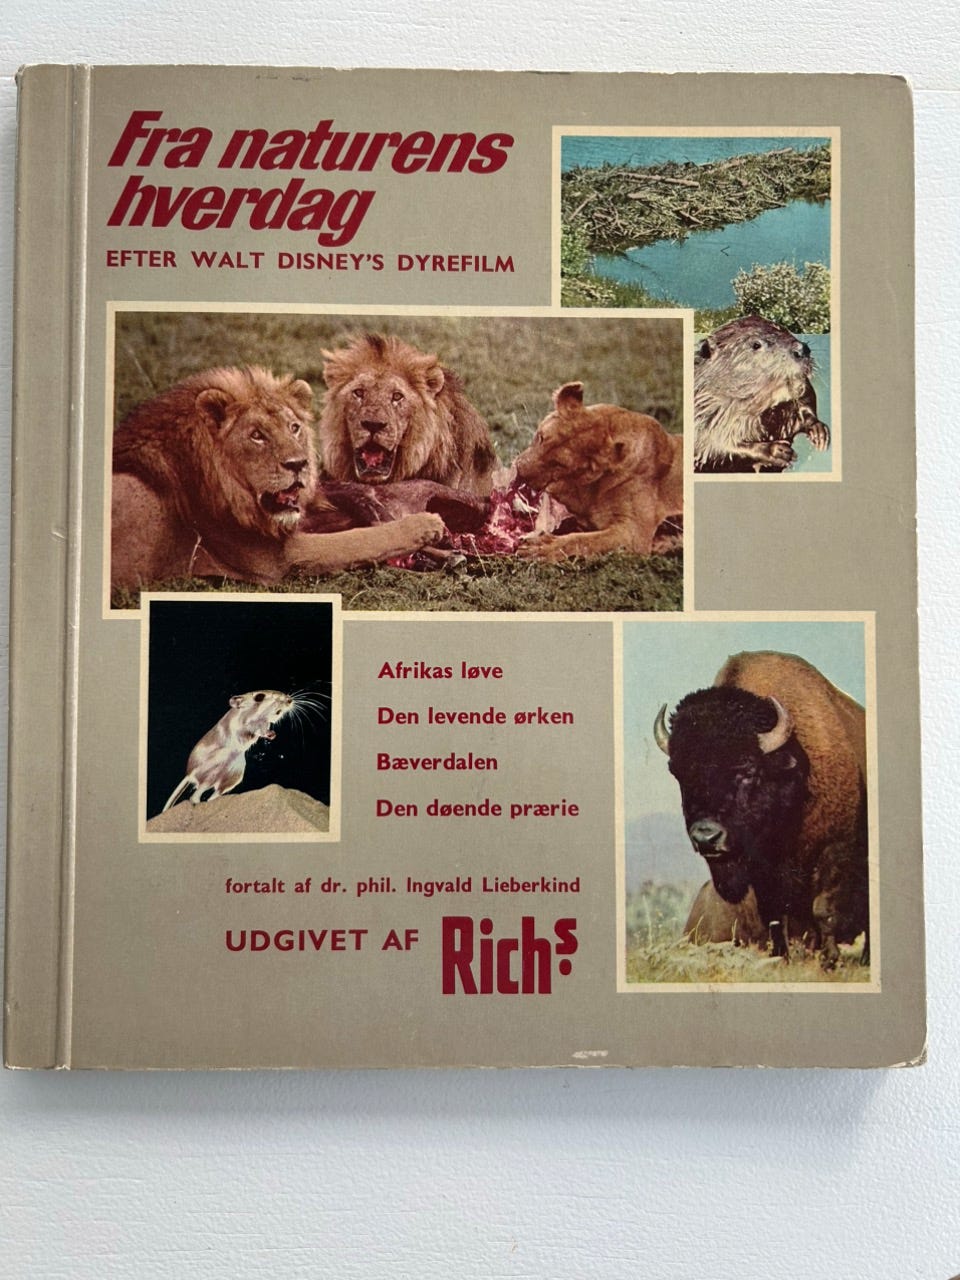 Fra naturens
hverdag
EFTER WALT DISNEY'S DYREFILM
Afrikas løve
Den levende ørken
Bæverdalen
Den døende prærie
fortalt af dr. phil. Ingvald Lieberkind
UDGIVET AF Rich's